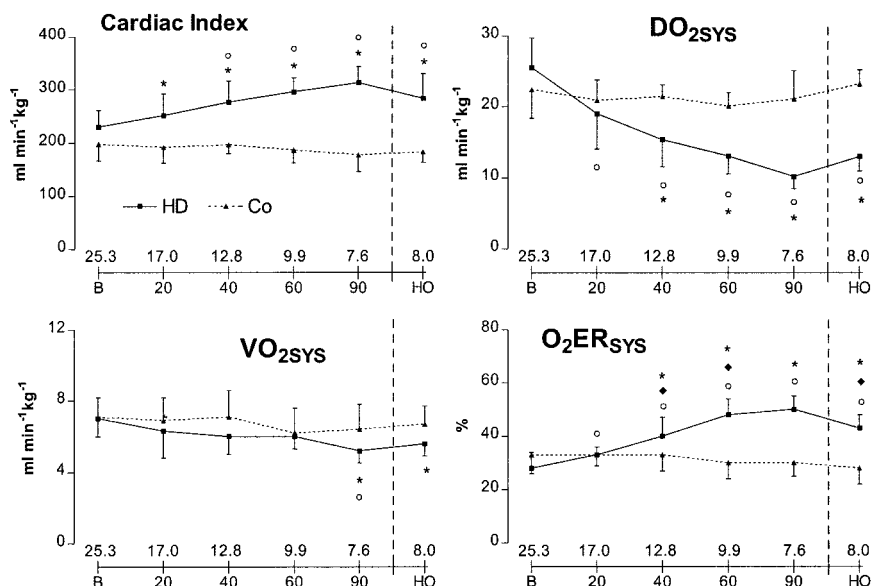 Cardiac Index
400
300
200
100
0
ml min-1kg-1
HD
Co
25.3 17.0 12.8 9.9 7.6 8.0
B 20 40 60 90 HO
DO2SYS
30
20
10
0
ml min-1kg-1
25.3 17.0 12.8 9.9 7.6 8.0
B 20 40 60 90 HO
VO2SYS
12
8
4
0
ml min-1kg-1
25.3 17.0 12.8 9.9 7.6 8.0
B 20 40 60 90 HO
O2ERSYS
80
60
40
20
0
%
25.3 17.0 12.8 9.9 7.6 8.0
B 20 40 60 90 HO